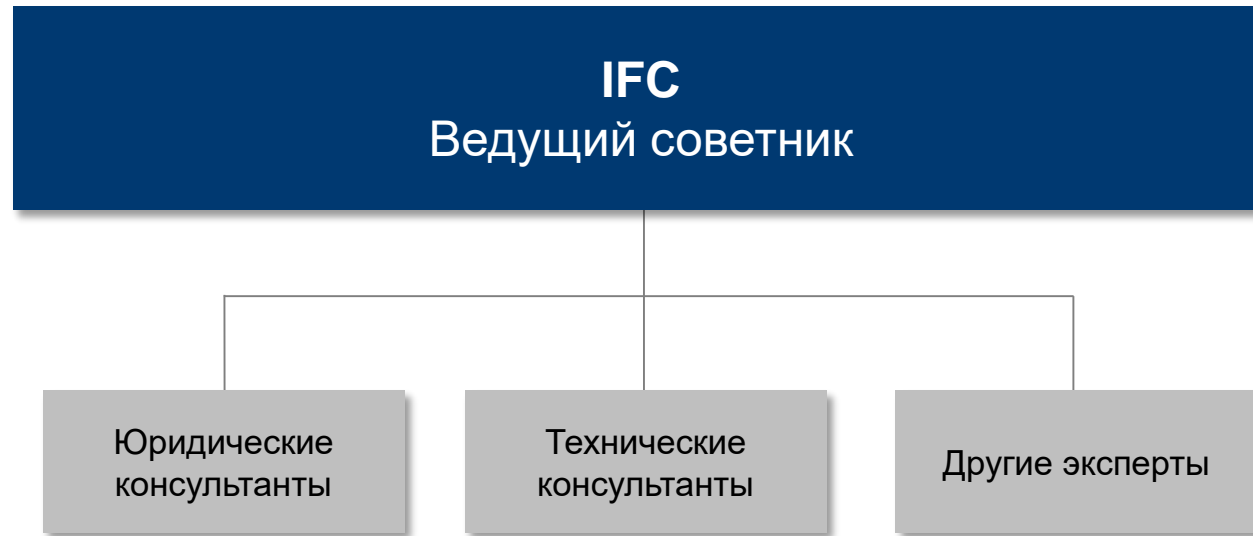 IFC
Ведущий советник
Юридические
консультанты
Технические
консультанты
Другие эксперты